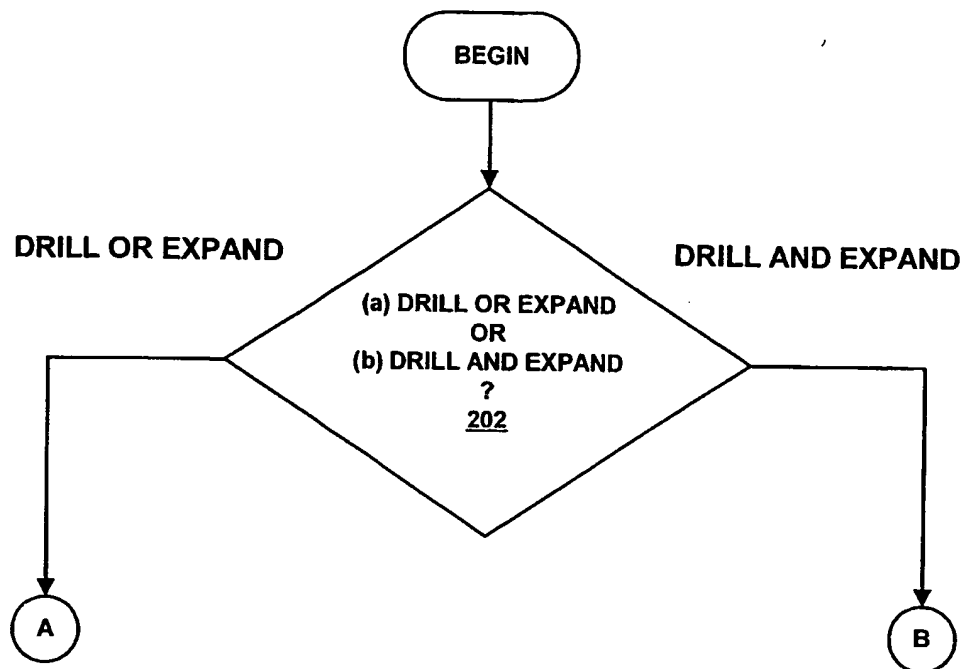 BEGIN
DRILL OR EXPAND
DRILL AND EXPAND
(a) DRILL OR EXPAND
OR
(b) DRILL AND EXPAND
?
202
A
B